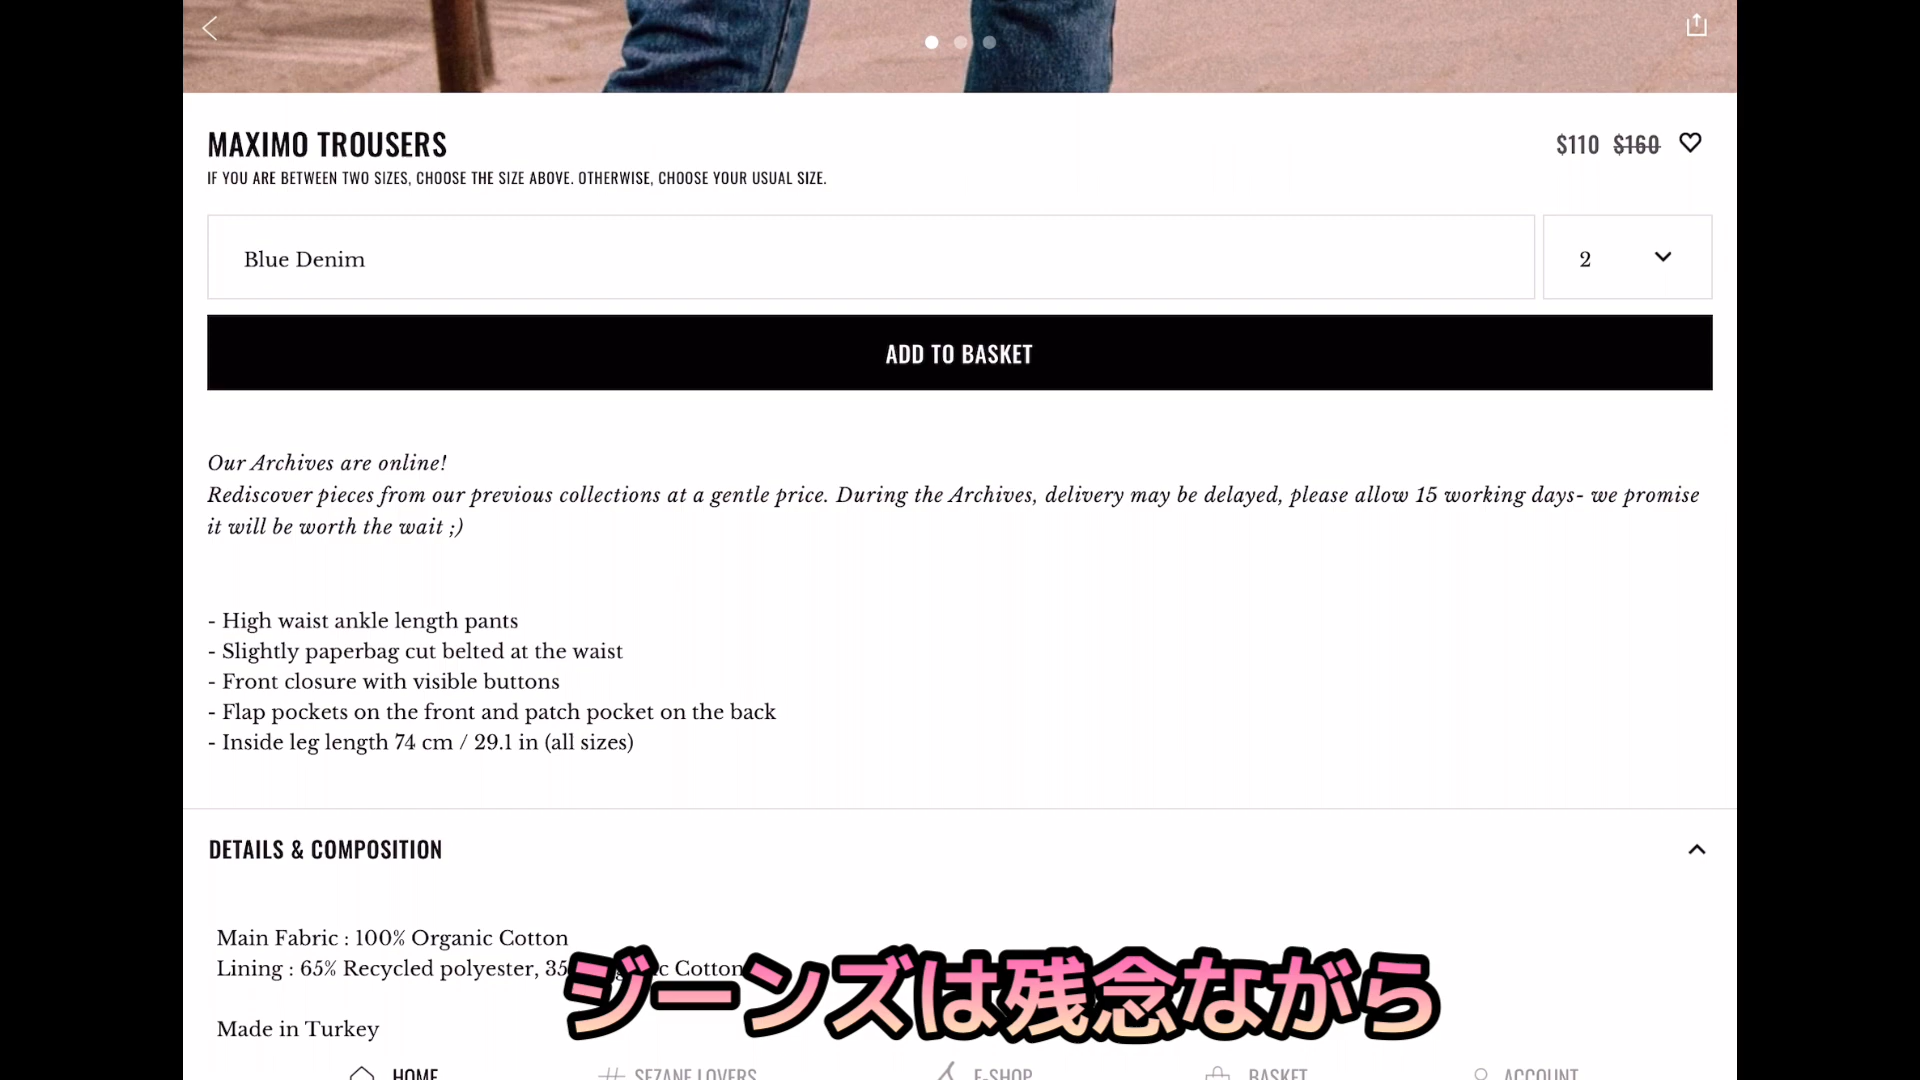 MAXIMO TROUSERS
$110 $160
IF YOU ARE BETWEEN TWO SIZES, CHOOSE THE SIZE ABOVE. OTHERWISE, CHOOSE YOUR USUAL SIZE.
Blue Denim
2
ADD TO BASKET
Our Archives are online!
Rediscover pieces from our previous collections at a gentle price. During the Archives, delivery may be delayed, please allow 15 working days- we promise
it will be worth the wait ;)
- High waist ankle length pants
- Slightly paperbag cut belted at the waist
- Front closure with visible buttons
- Flap pockets on the front and patch pocket on the back
- Inside leg length 74 cm / 29.1 in (all sizes)
DETAILS & COMPOSITION
Main Fabric : 100% Organic Cotton
Lining : 65% Recycled polyester, 35 Cotton
ジーンズは残念ながら
Made in Turkey
HOME
SEZANE LOVERS
E-SHOP
BASKET
ACCOUNT